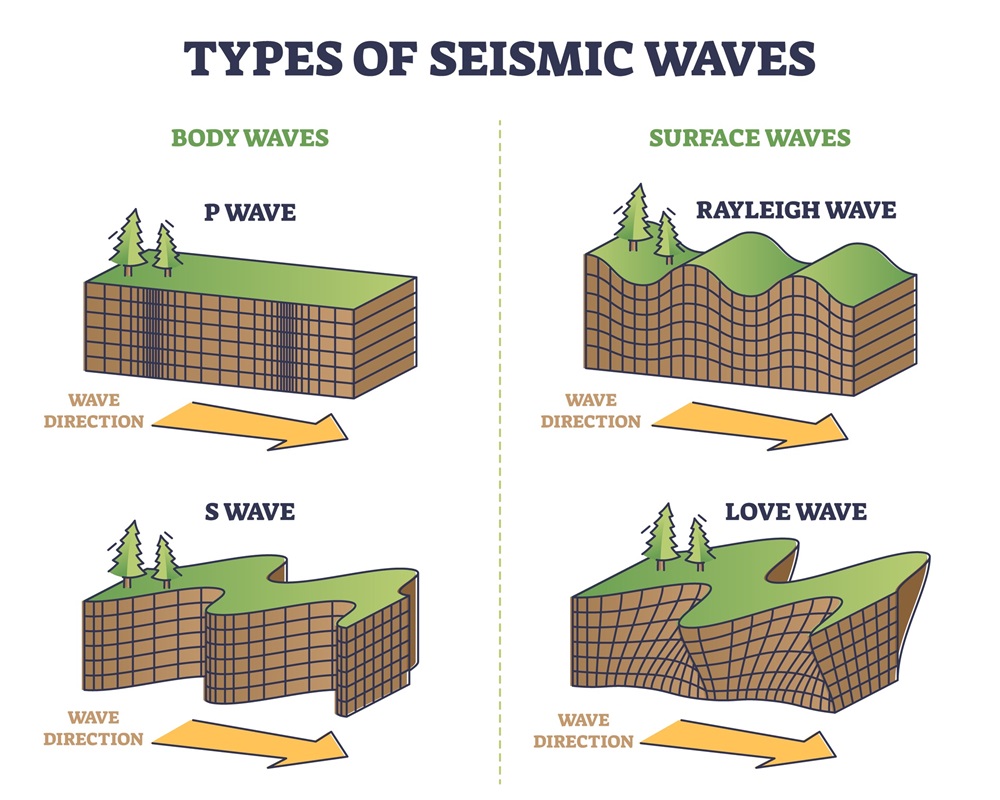 TYPES OF SEISMIC WAVES
BODY WAVES
P WAVE
WAVE
DIRECTION
S WAVE
WAVE
DIRECTION
SURFACE WAVES
RAYLEIGH WAVE
WAVE
DIRECTION
LOVE WAVE
WAVE
DIRECTION